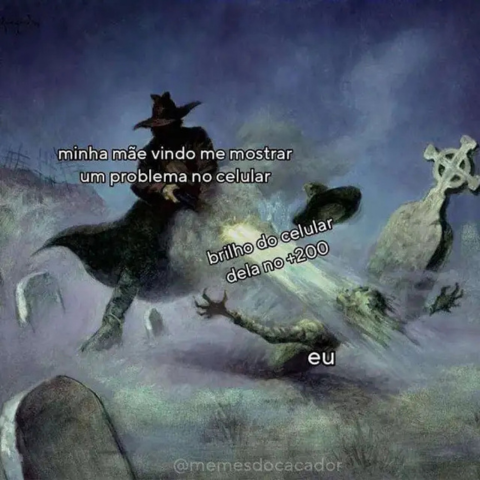 minha mãe vindo me mostrar
um problema no celular
brilho do celular
dela no +200
eu
@memesdocacador